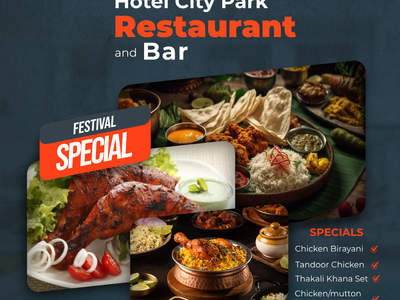 Hotel City Park
Restaurant
and Bar
FESTIVAL
SPECIAL
SPECIALS
Chicken Birayani
Tandoor Chicken
Thakali Khana Set
Chicken/mutton